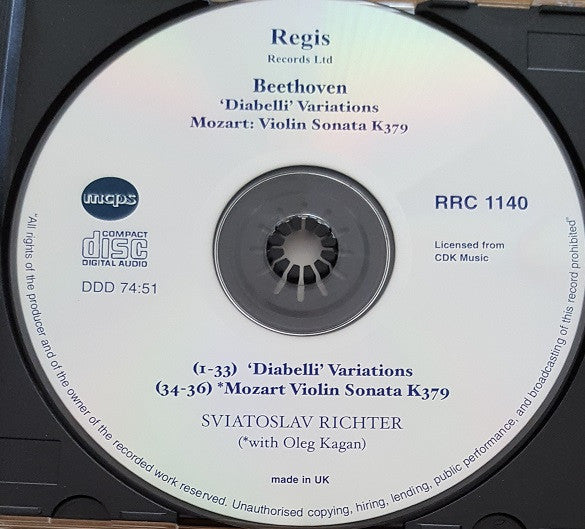 Regis
Records Ltd
Beethoven
‘Diabelli’ Variations
Mozart: Violin Sonata K379
mcps
RRC 1140
COMPACT
disc
DIGITAL AUDIO
Licensed from
CDK Music
DDD 74:51
(1-33) ‘Diabelli’ Variations
(34-36) *Mozart Violin Sonata K379
SVIATOSLAV RICHTER
(*with Oleg Kagan)
made in UK
"All rights of the producer and of the owner of the recorded work reserved. Unauthorised copying, hiring, lending, public performance, and broadcasting of this record prohibited"